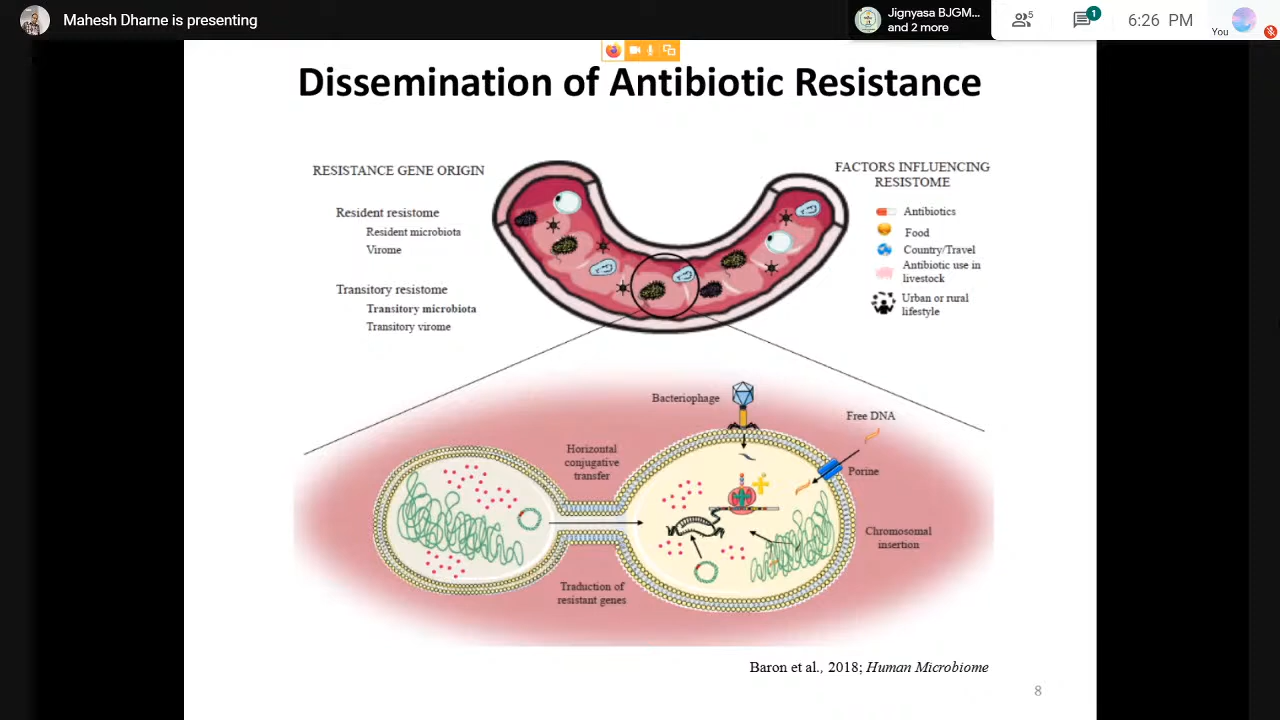 Mahesh Dharne is presenting
Jignyasa BJGM...
and 2 more
5
1
6:26 PM
You
Dissemination of Antibiotic Resistance
RESISTANCE GENE ORIGIN
Resident resistome
Resident microbiota
Virome
Transitory resistome
Transitory microbiota
Transitory virome
FACTORS INFLUENCING
RESISTOME
Antibiotics
Food
Country/Travel
Antibiotic use in
livestock
Urban or rural
lifestyle
Bacteriophage
Free DNA
Horizontal
conjugative
transfer
Porine
Chromosomal
insertion
Traduction of
resistant genes
Baron et al., 2018; Human Microbiome
8